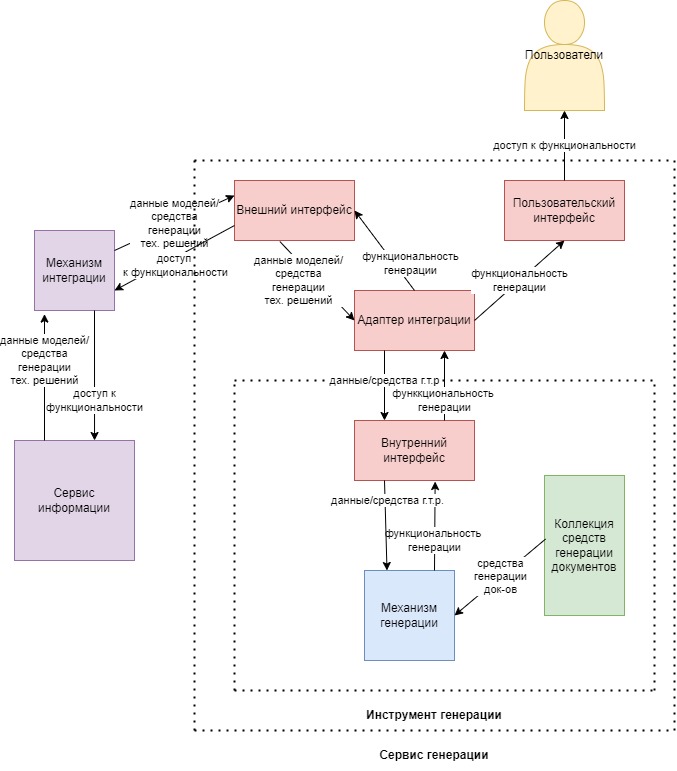 Пользователи
доступ к функциональности
данные моделей/
средства
генерации
тех. решений
Внешний интерфейс
Пользовательский
интерфейс
доступ
к функциональности
Механизм
интеграции
данные моделей/
средства
генерации
тех. решений
функциональность
генерации
функциональность
генерации
Адаптер интеграции
данные моделей/
средства
генерации
тех. решений
доступ к
функкциональности
данные/средства г.т.р
функкциональность
генерации
Внутренний
интерфейс
Сервис
информации
данные/средства г.т.р.
функциональность
генерации
Коллекция
средств
генерации
документов
средства
генерации
док-ов
Механизм
генерации
Инструмент генерации
Сервис генерации